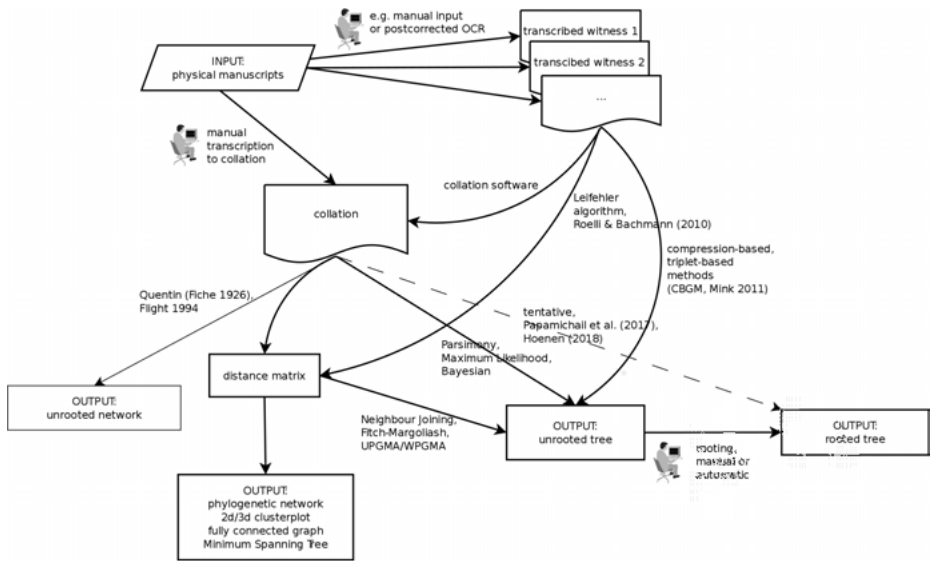 e.g. manual input
or postcorrected OCR
transcribed witness 1
transcibed witness 2
...
INPUT:
physical manuscripts
manual
transcription
to collation
collation software
collation
Leifehler
algorithm,
Roelli & Bachmann (2010)
compression-based,
triplet-based
methods
(CBGM, Mink 2011)
Quentin (Fiche 1926),
Flight 1994
tentative,
Papamichail et al. (2017),
Hoenen (2018)
Parsimony,
Maximum Likelihood,
Bayesian
distance matrix
OUTPUT:
unrooted network
Neighbour Joining,
Fitch-Margoliash,
UPGMA/WPGMA
OUTPUT:
unrooted tree
OUTPUT:
rooted tree
rooting,
manual or
automatic
OUTPUT:
phylogenetic network
2d/3d clusterplot
fully connected graph
Minimum Spanning Tree